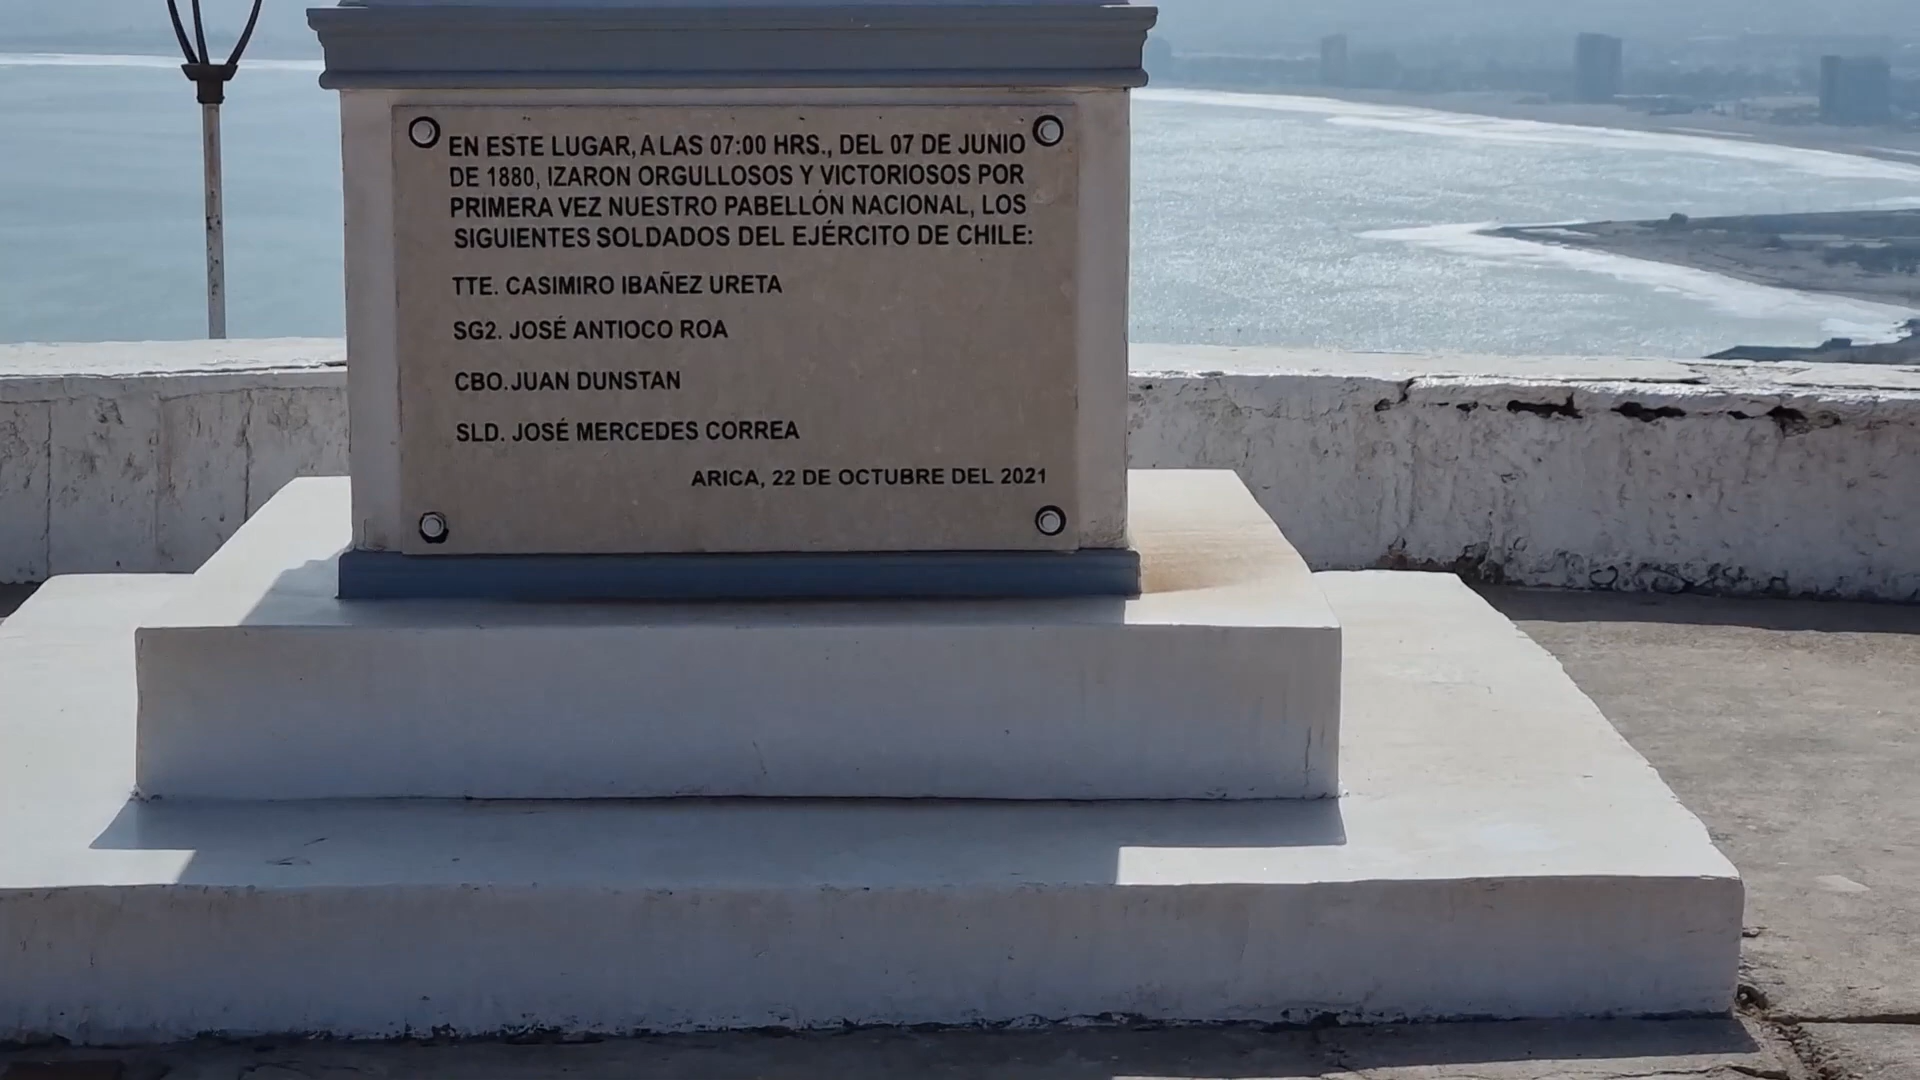 EN ESTE LUGAR, A LAS 07:00 HRS., DEL 07 DE JUNIO
DE 1880, IZARON ORGULLOSOS Y VICTORIOSOS POR
PRIMERA VEZ NUESTRO PABELLÓN NACIONAL, LOS
SIGUIENTES SOLDADOS DEL EJÉRCITO DE CHILE:
TTE. CASIMIRO IBAÑEZ URETA
SG2. JOSÉ ANTIOCO ROA
CBO. JUAN DUNSTAN
SLD. JOSÉ MERCEDES CORREA
ARICA, 22 DE OCTUBRE DEL 2021